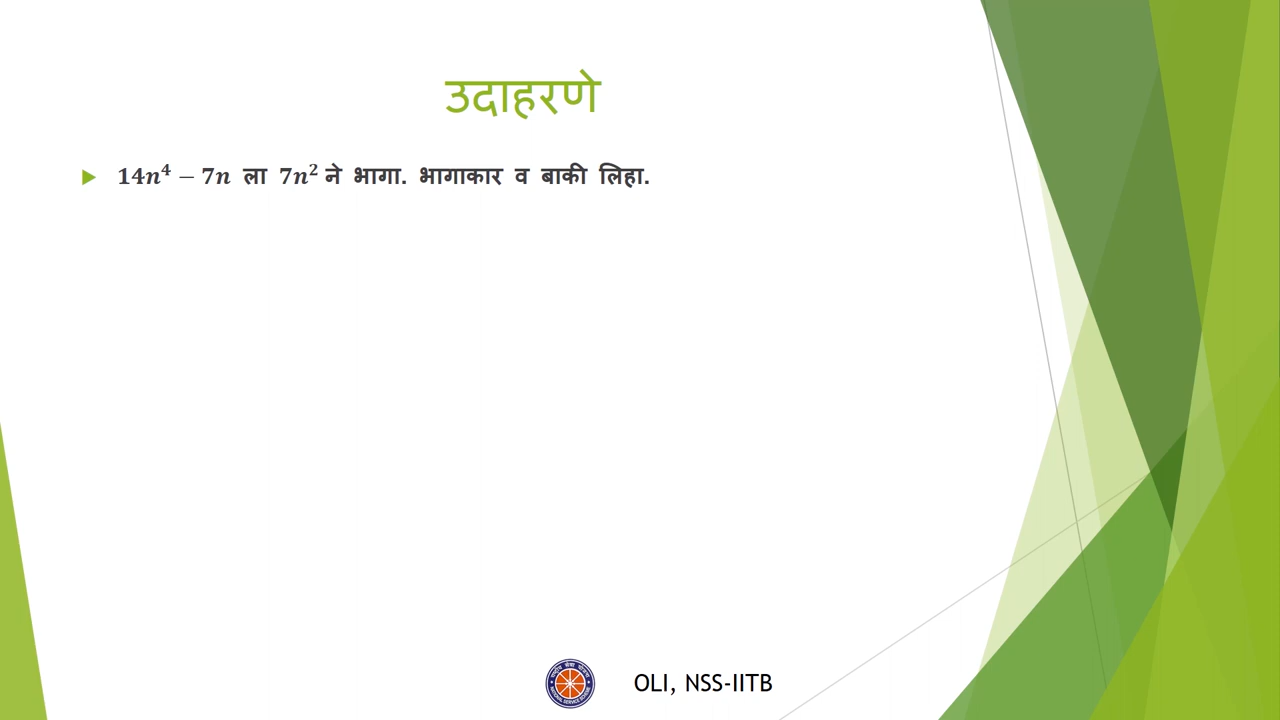 उदाहरणे
14n⁴ − 7n ला 7n² ने भागा. भागाकार व बाकी लिहा.
OLI, NSS-IITB